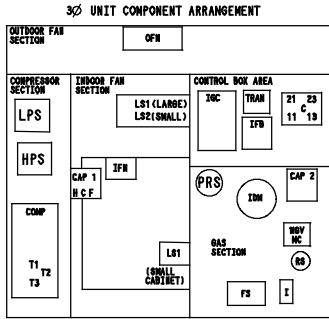 3Ø UNIT COMPONENT ARRANGEMENT
OUTDOOR FAN
SECTION
OFM
COMPRESSOR
SECTION
LPS
HPS
COMP
T1
T2
T3
INDOOR FAN
SECTION
LS1(LARGE)
LS2(SMALL)
CAP 1
H C F
IFM
LS1
(SMALL
CABINET)
CONTROL BOX AREA
IGC
TRAN
IFB
21 23
C
11 13
PRS
IDM
CAP 2
MGV
MC
GAS
SECTION
RS
FS
I